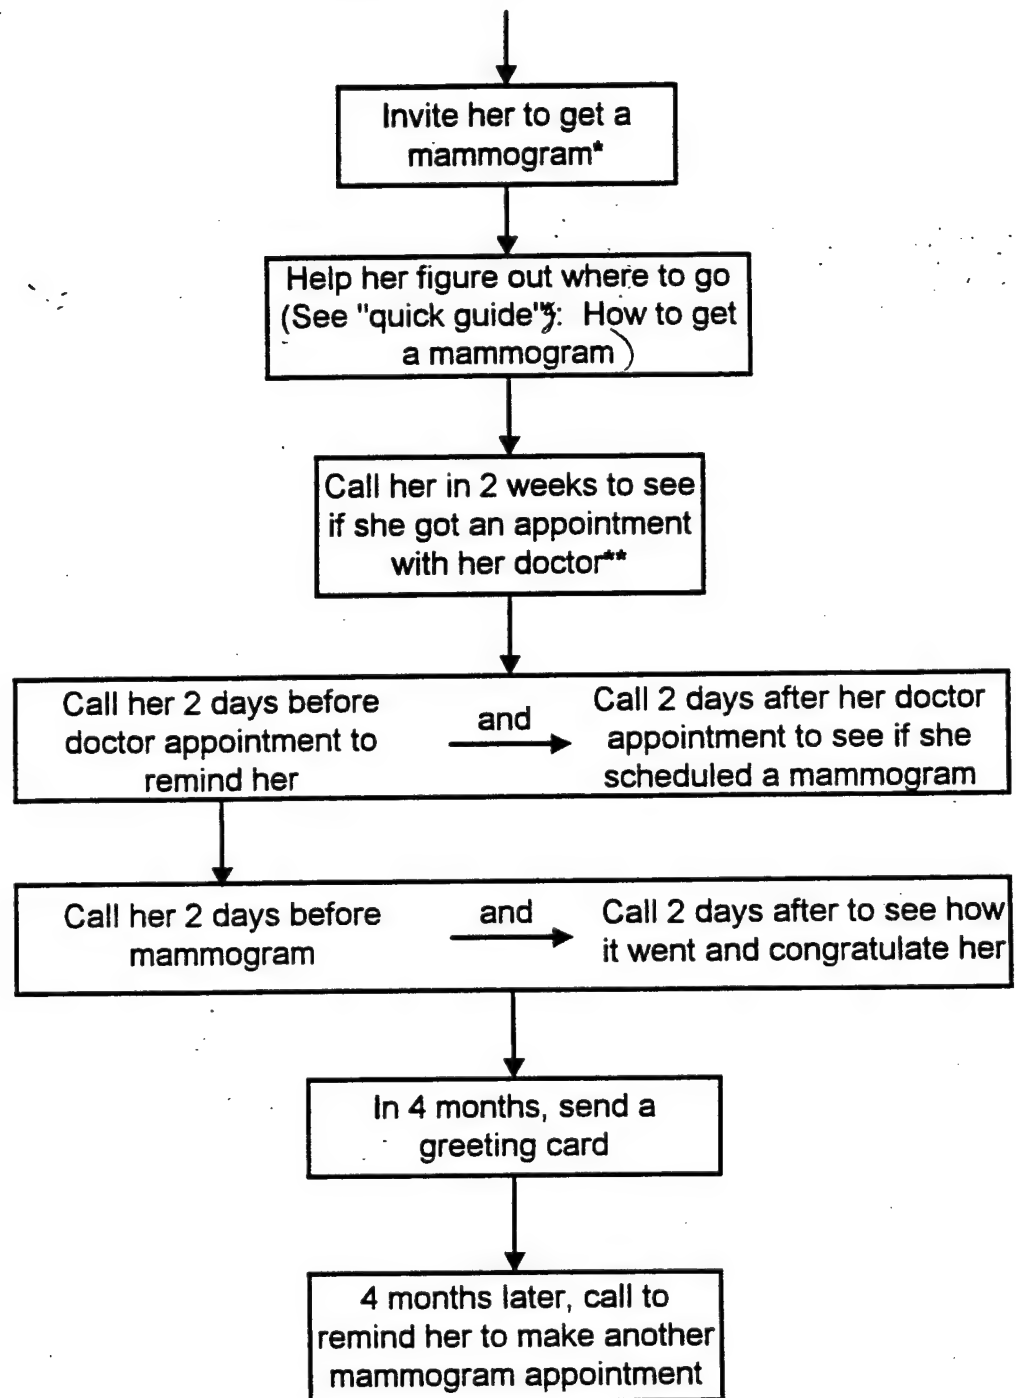 Invite her to get a
mammogram*
Help her figure out where to go
(See "quick guide": How to get
a mammogram)
Call her in 2 weeks to see
if she got an appointment
with her doctor**
Call her 2 days before
doctor appointment to
remind her
and
Call 2 days after her doctor
appointment to see if she
scheduled a mammogram
Call her 2 days before
mammogram
and
Call 2 days after to see how
it went and congratulate her
In 4 months, send a
greeting card
4 months later, call to
remind her to make another
mammogram appointment